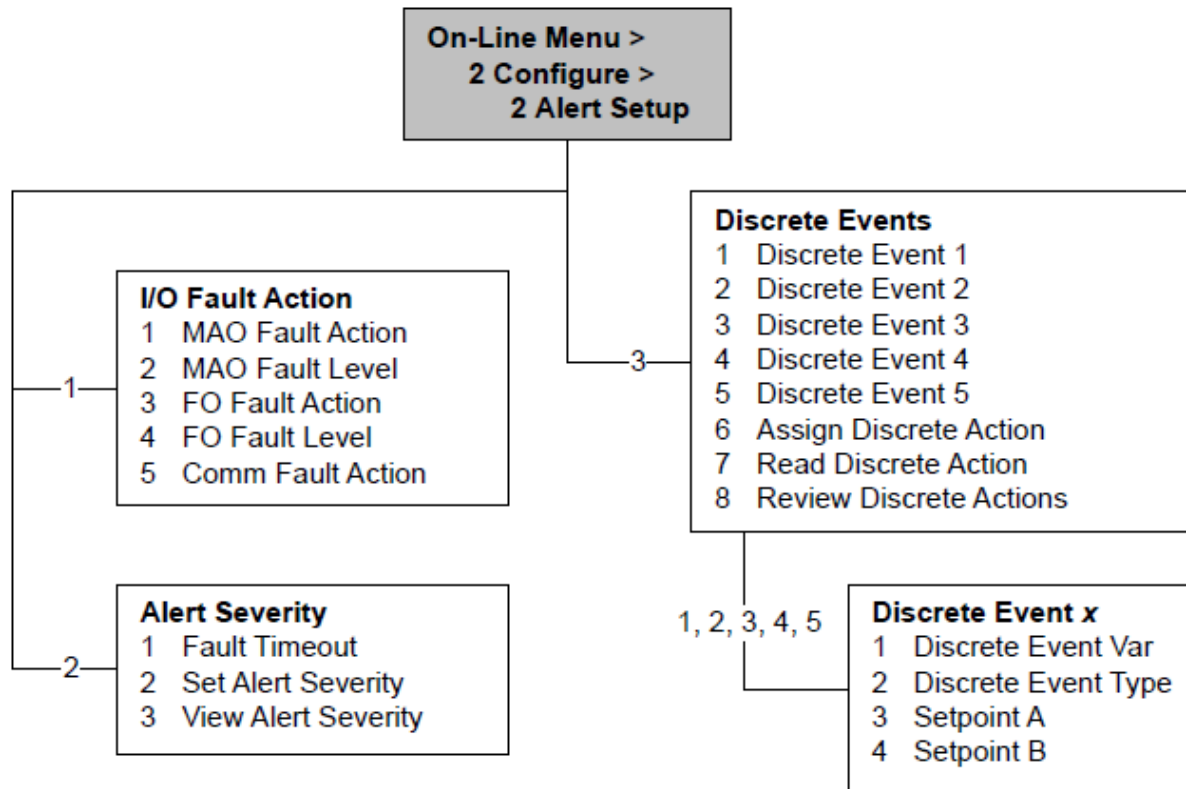 On-Line Menu >
2 Configure >
2 Alert Setup
1
I/O Fault Action
1 MAO Fault Action
2 MAO Fault Level
3 FO Fault Action
4 FO Fault Level
5 Comm Fault Action
2
Alert Severity
1 Fault Timeout
2 Set Alert Severity
3 View Alert Severity
3
Discrete Events
1 Discrete Event 1
2 Discrete Event 2
3 Discrete Event 3
4 Discrete Event 4
5 Discrete Event 5
6 Assign Discrete Action
7 Read Discrete Action
8 Review Discrete Actions
1, 2, 3, 4, 5
Discrete Event x
1 Discrete Event Var
2 Discrete Event Type
3 Setpoint A
4 Setpoint B